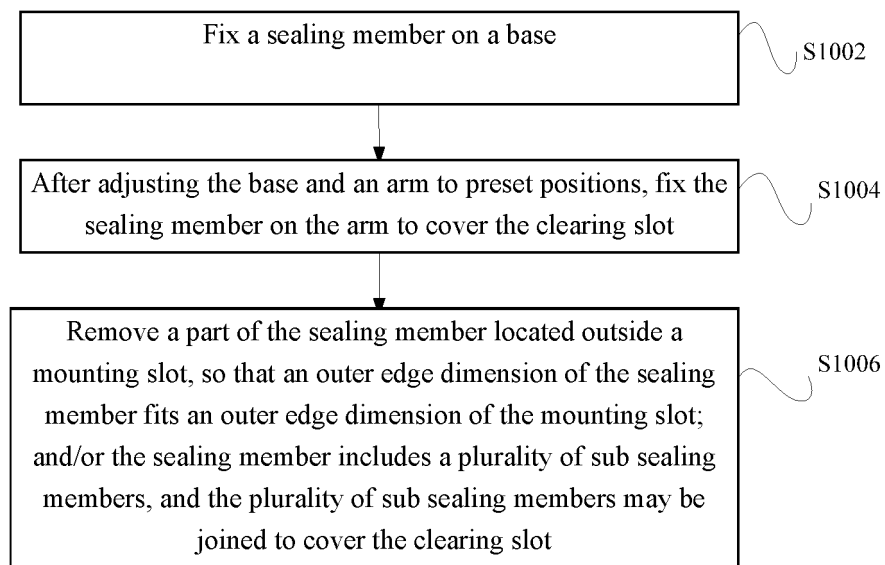 Fix a sealing member on a base
S1002
After adjusting the base and an arm to preset positions, fix the
sealing member on the arm to cover the clearing slot
S1004
Remove a part of the sealing member located outside a
mounting slot, so that an outer edge dimension of the sealing
member fits an outer edge dimension of the mounting slot;
and/or the sealing member includes a plurality of sub sealing
members, and the plurality of sub sealing members may be
joined to cover the clearing slot
S1006